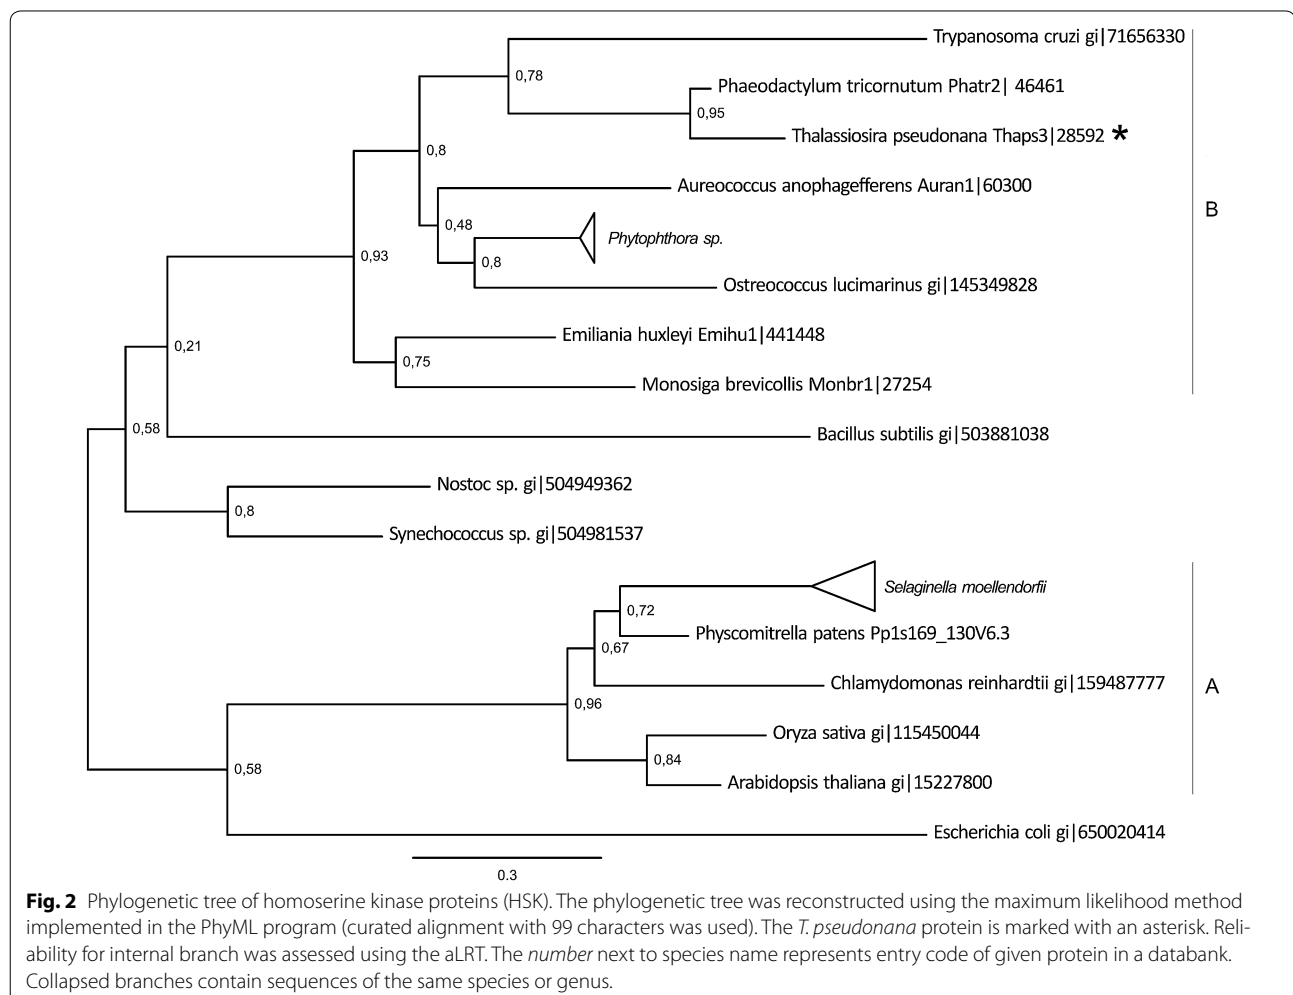 Trypanosoma cruzi gi|71656330
0,78
Phaeodactylum tricornutum Phatr2| 46461
0,95
Thalassiosira pseudonana Thaps3|28592 *
0,8
Aureococcus anophagefferens Auran1|60300
B
0,48
Phytophthora sp.
0,93
0,8
Ostreococcus lucimarinus gi|145349828
Emiliania huxleyi Emihu1|441448
0,21
0,75
Monosiga brevicollis Monbr1|27254
0,58
Bacillus subtilis gi|503881038
Nostoc sp. gi|504949362
0,8
Synechococcus sp. gi|504981537
Selaginella moellendorfii
0,72
Physcomitrella patens Pp1s169_130V6.3
0,67
Chlamydomonas reinhardtii gi|159487777
A
0,96
Oryza sativa gi|115450044
0,84
0,58
Arabidopsis thaliana gi|15227800
Escherichia coli gi|650020414
0.3
Fig. 2 Phylogenetic tree of homoserine kinase proteins (HSK). The phylogenetic tree was reconstructed using the maximum likelihood method
implemented in the PhyML program (curated alignment with 99 characters was used). The T. pseudonana protein is marked with an asterisk. Reli-
ability for internal branch was assessed using the aLRT. The number next to species name represents entry code of given protein in a databank.
Collapsed branches contain sequences of the same species or genus.